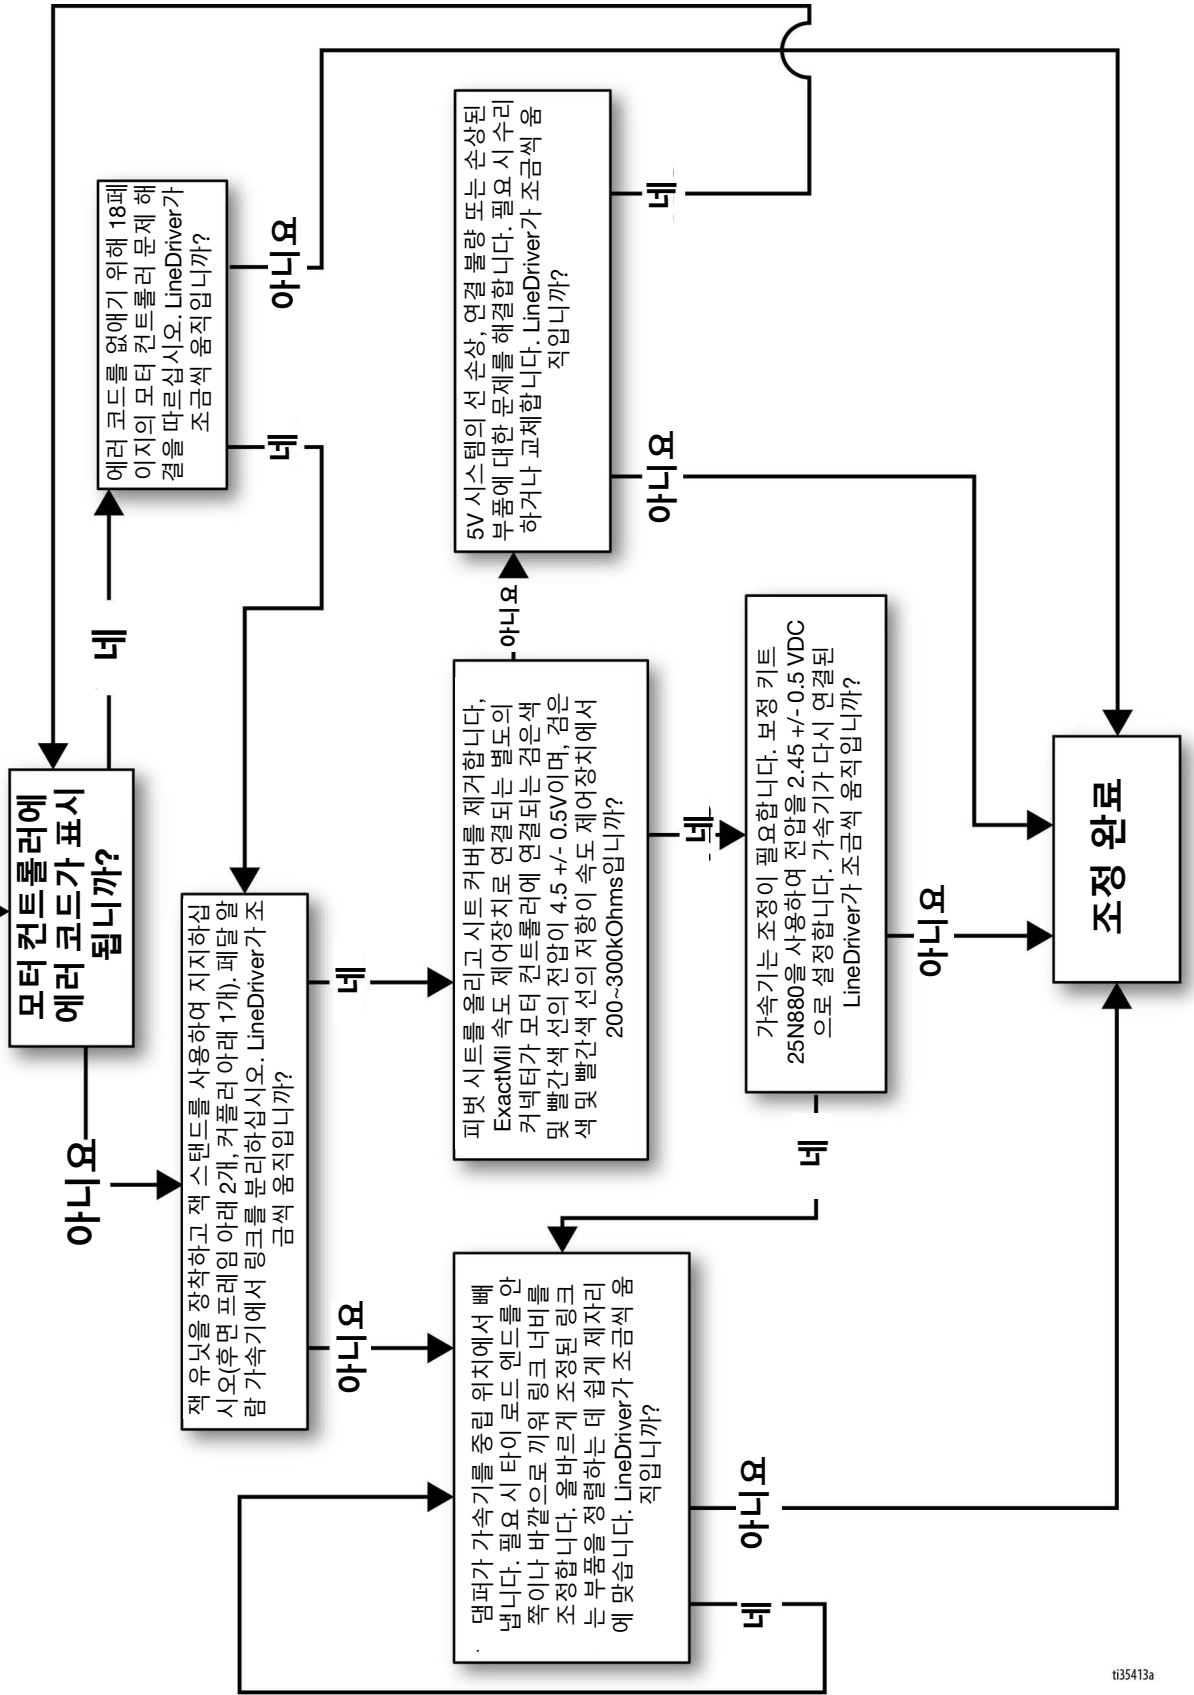 모터 컨트롤러에
에러 코드가 표시
됩니까?
네
아니요
에러 코드를 없애기 위해 18페
이지의 모터 컨트롤러 문제 해
결을 따르십시오. LineDriver가
조금씩 움직입니까?
네
아니요
잭 유닛을 장착하고 잭 스탠드를 사용하여 지지하십
시오(후면 프레임 아래 2개, 커플러 아래 1개). 페달 알
람 가속기에서 링크를 분리하십시오. LineDriver가 조
금씩 움직입니까?
네
아니요
피벗 시트를 올리고 시트 커버를 제거합니다,
ExactMil 속도 제어장치로 연결되는 별도의
커넥터가 모터 컨트롤러에 연결되는 검은색
및 빨간색 선의 전압이 4.5 +/- 0.5V이며, 검은
색 및 빨간색 선의 저항이 속도 제어장치에서
200~300kOhms입니까?
아니요
네
5V 시스템의 선 손상, 연결 불량 또는 손상된
부품에 대한 문제를 해결합니다. 필요 시 수리
하거나 교체합니다. LineDriver가 조금씩 움
직입니까?
네
아니요
가속기는 조정이 필요합니다. 보정 키트
25N880을 사용하여 전압을 2.45 +/- 0.5 VDC
으로 설정합니다. 가속기가 다시 연결된
LineDriver가 조금씩 움직입니까?
아니요
네
댐퍼가 가속기를 중립 위치에서 빼
냅니다. 필요 시 타이 로드 엔드를 안
쪽이나 바깥으로 끼워 링크 너비를
조정합니다. 올바르게 조정된 링크
는 부품을 정렬하는 데 쉽게 제자리
에 맞습니다. LineDriver가 조금씩 움
직입니까?
아니요
네
조정 완료
ti35413a